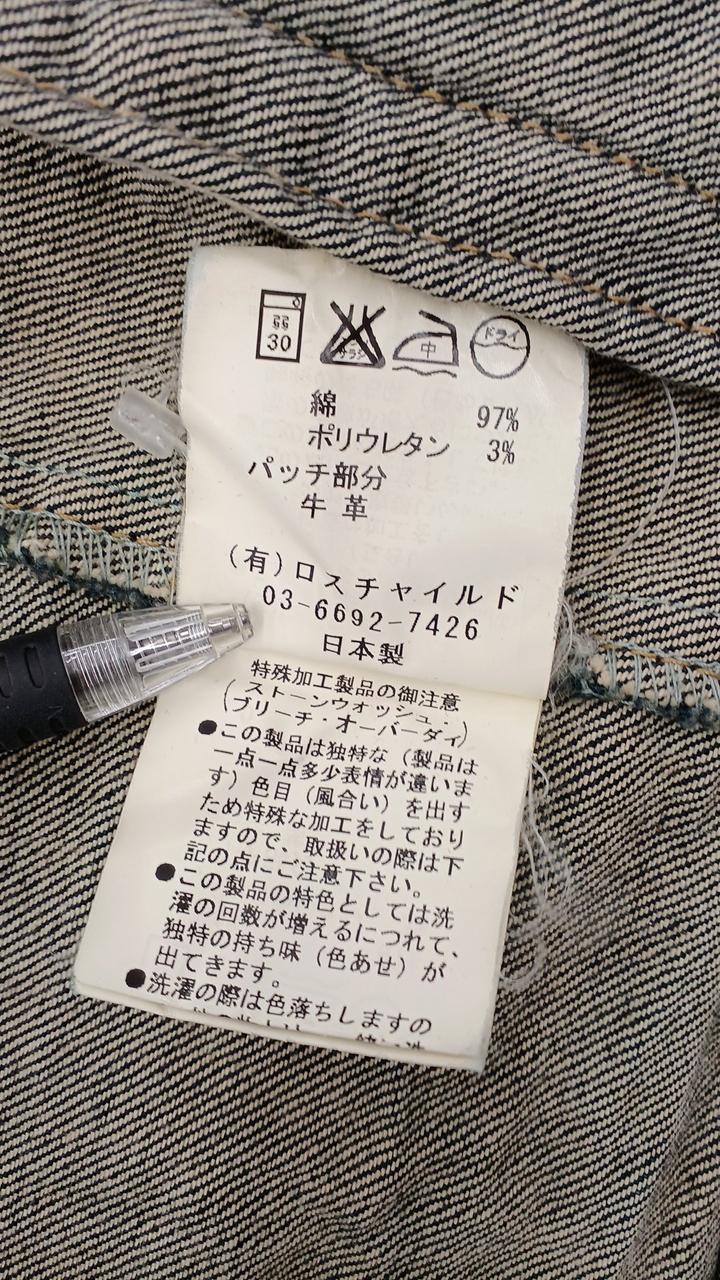 30
サラシ
中
ドライ
綿 97%
ポリウレタン 3%
パッチ部分
牛革
(有)ロスチャイルド
03-6692-7426
日本製
特殊加工製品の御注意
(ストーンウォッシュ・
ブリーチ・オーバーダイ)
●この製品は独特な(製品は
一点一点多少表情が違いま
す)色目(風合い)を出す
ため特殊な加工をしており
ますので、取扱いの際は下
記の点にご注意下さい。
●この製品の特色としては洗
濯の回数が増えるにつれて、
独特の持ち味(色あせ)が
出てきます。
●洗濯の際は色落ちしますの